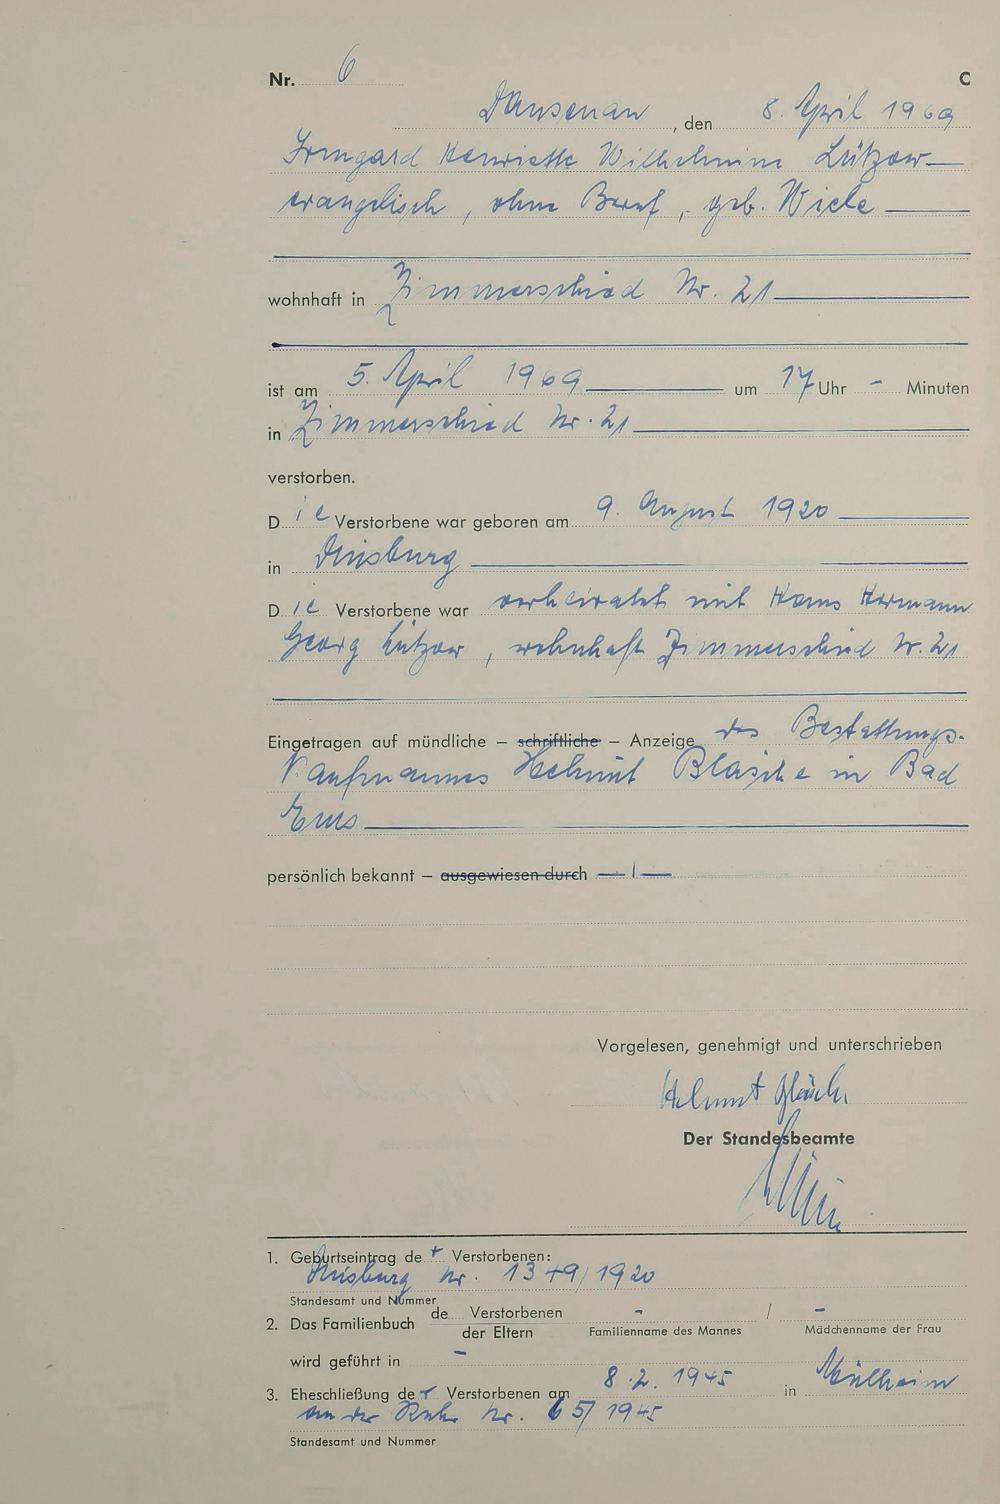 Nr. 6 C
Dausenau, den 8. April 1969
Irmgard Henriette Wilhelmine Lützow
evangelisch, ohne Beruf, geb. Wiele
wohnhaft in Zimmerschied Nr. 21
ist am 5. April 1969 um 17 Uhr - Minuten
in Zimmerschied Nr. 21
verstorben.
Die Verstorbene war geboren am 9. August 1920
in Duisburg
Die Verstorbene war verheiratet mit Hans Hermann
Georg Lützow, wohnhaft Zimmerschied Nr. 21
Eingetragen auf mündliche – schriftliche – Anzeige des Bestattungs-
Kaufmannes Helmut Blasche in Bad
Ems
persönlich bekannt – ausgewiesen durch — / —
Vorgelesen, genehmigt und unterschrieben
Helmut
Der Standesbeamte
1. Geburtseintrag der Verstorbenen:
Duisburg Nr. 1349/1920
Standesamt und Nummer
2. Das Familienbuch de Verstorbenen - / -
der Eltern Familienname des Mannes Mädchenname der Frau
wird geführt in -
3. Eheschließung der Verstorbenen am 8.2.1945 in Mülheim
an der Ruhr Nr. 65/1945
Standesamt und Nummer